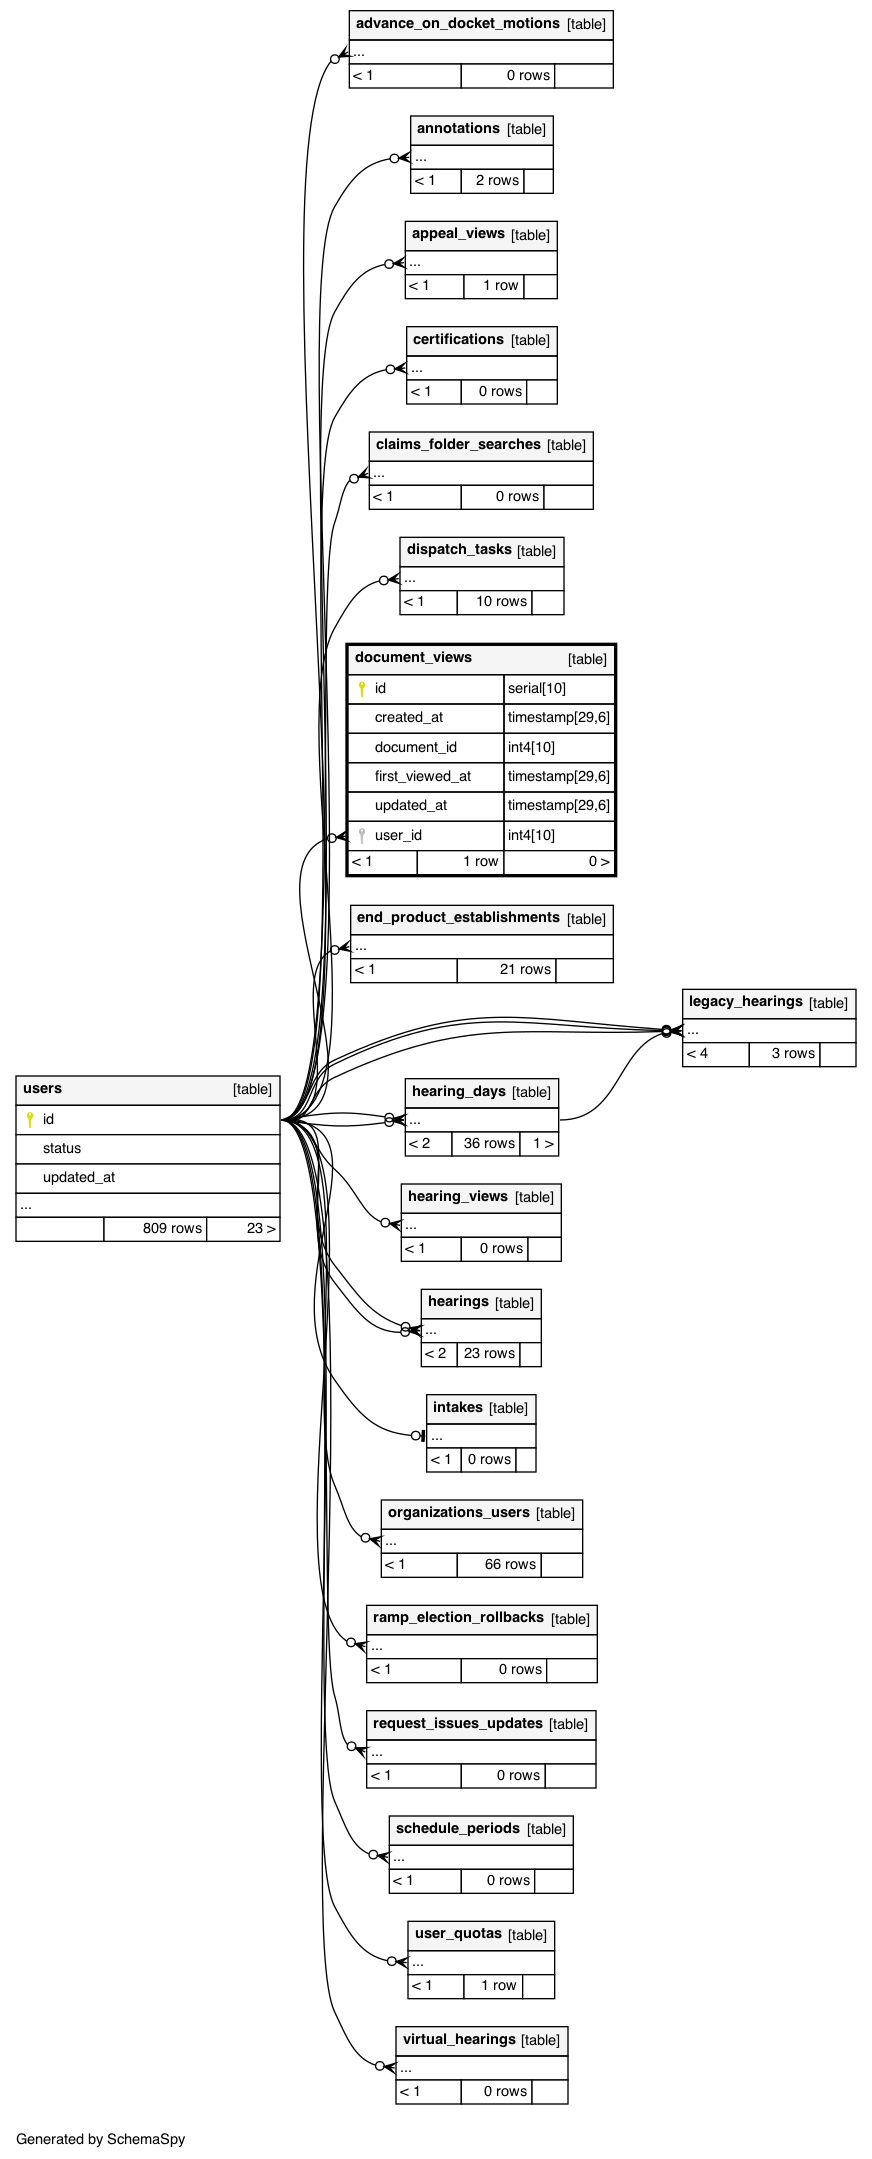 advance_on_docket_motions [table]
...
< 1 0 rows
annotations [table]
...
< 1 2 rows
appeal_views [table]
...
< 1 1 row
certifications [table]
...
< 1 0 rows
claims_folder_searches [table]
...
< 1 0 rows
dispatch_tasks [table]
...
< 1 10 rows
document_views [table]
id serial[10]
created_at timestamp[29,6]
document_id int4[10]
first_viewed_at timestamp[29,6]
updated_at timestamp[29,6]
user_id int4[10]
< 1 1 row 0 >
end_product_establishments [table]
...
< 1 21 rows
legacy_hearings [table]
...
< 4 3 rows
users [table]
id
status
updated_at
...
809 rows 23 >
hearing_days [table]
...
< 2 36 rows 1 >
hearing_views [table]
...
< 1 0 rows
hearings [table]
...
< 2 23 rows
intakes [table]
...
< 1 0 rows
organizations_users [table]
...
< 1 66 rows
ramp_election_rollbacks [table]
...
< 1 0 rows
request_issues_updates [table]
...
< 1 0 rows
schedule_periods [table]
...
< 1 0 rows
user_quotas [table]
...
< 1 1 row
virtual_hearings [table]
...
< 1 0 rows
Generated by SchemaSpy